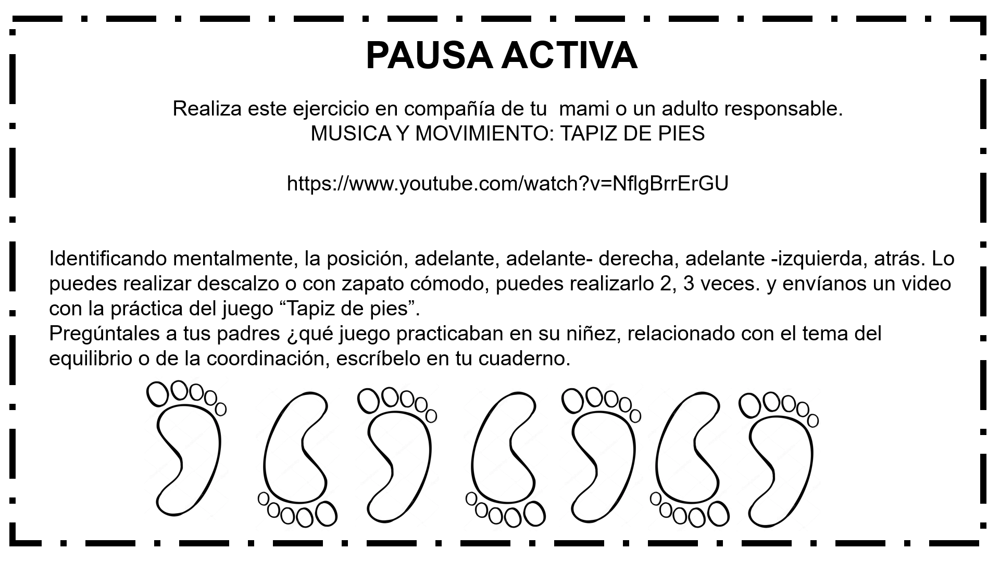 PAUSA ACTIVA
Realiza este ejercicio en compañía de tu  mami o un adulto responsable.
MUSICA Y MOVIMIENTO: TAPIZ DE PIES
https://www.youtube.com/watch?v=NflgBrrErGU
Identificando mentalmente, la posición, adelante, adelante- derecha, adelante -izquierda, atrás. Lo
puedes realizar descalzo o con zapato cómodo, puedes realizarlo 2, 3 veces. y envíanos un video
con la práctica del juego “Tapiz de pies”.
Pregúntales a tus padres ¿qué juego practicaban en su niñez, relacionado con el tema del
equilibrio o de la coordinación, escríbelo en tu cuaderno.